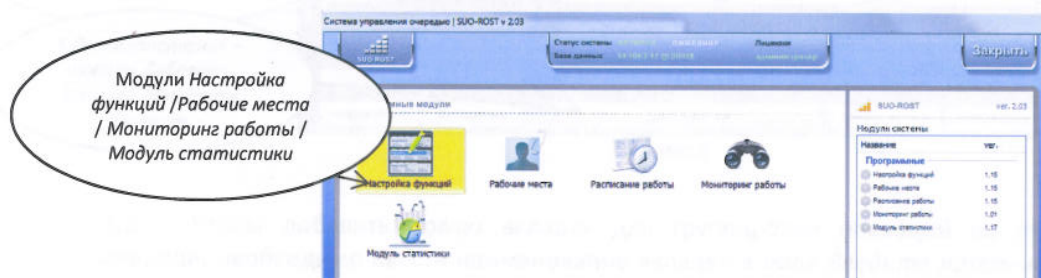 Система управления очередью | SUO-ROST v 2.03
SUO-ROST
Статус системы
Лицензия
База данных
Закрыть
Модули Настройка
функций /Рабочие места
/ Мониторинг работы /
Модуль статистики
модули
SUO-ROST ver. 2.03
Модули системы
Название ver.
Програмные
Настройка функций 1.15
Рабочие места 1.15
Расписание работы 1.15
Мониторинг работы 1.01
Модуль статистики 1.17
Настройка функций
Рабочие места
Расписание работы
Мониторинг работы
Модуль статистики